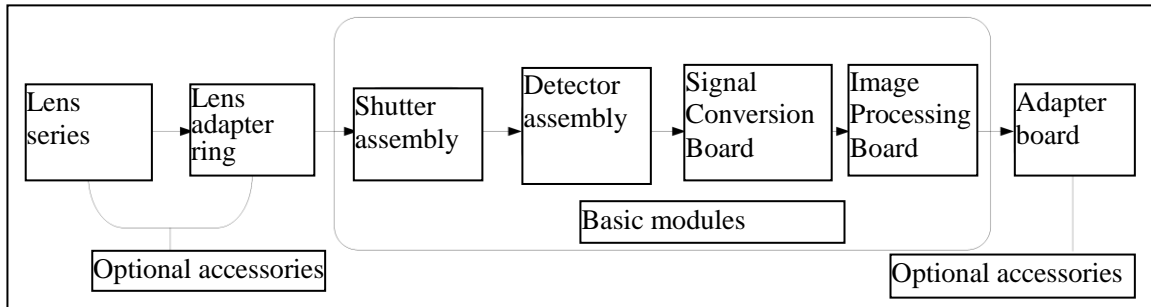 Lens
series
Lens
adapter
ring
Shutter
assembly
Detector
assembly
Signal
Conversion
Board
Image
Processing
Board
Adapter
board
Basic modules
Optional accessories
Optional accessories